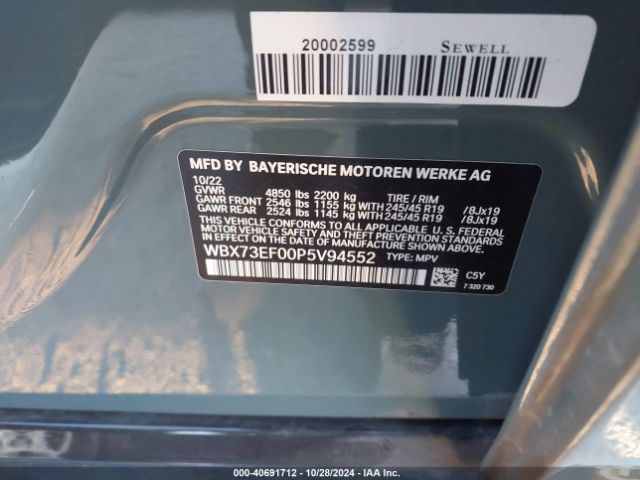 20002599 SEWELL
MFD BY BAYERISCHE MOTOREN WERKE AG
10/22
GVWR 4850 lbs 2200 kg TIRE / RIM
GAWR FRONT 2546 lbs 1155 kg WITH 245/45 R19 /8Jx19
GAWR REAR 2524 lbs 1145 kg WITH 245/45 R19 /8Jx19
THIS VEHICLE CONFORMS TO ALL APPLICABLE U. S. FEDERAL
MOTOR VEHICLE SAFETY, BUMPER, AND THEFT PREVENTION
STANDARDS IN EFFECT ON THE DATE OF MANUFACTURE SHOWN ABOVE.
WBX73EF00P5V94552 TYPE: MPV
C5Y
7 320 730
000-40691712 - 10/28/2024 - IAA Inc.